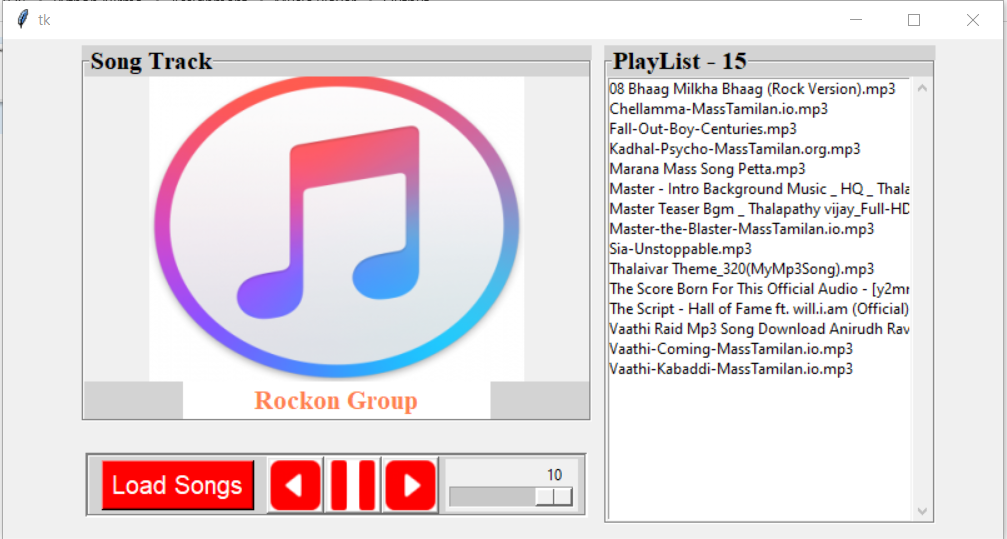 tk
Song Track
Rockon Group
Load Songs
10
PlayList - 15
08 Bhaag Milkha Bhaag (Rock Version).mp3
Chellamma-MassTamilan.io.mp3
Fall-Out-Boy-Centuries.mp3
Kadhal-Psycho-MassTamilan.org.mp3
Marana Mass Song Petta.mp3
Master - Intro Background Music _ HQ _ Thala
Master Teaser Bgm _ Thalapathy vijay_Full-HD
Master-the-Blaster-MassTamilan.io.mp3
Sia-Unstoppable.mp3
Thalaivar Theme_320(MyMp3Song).mp3
The Score Born For This Official Audio - [y2m
The Script - Hall of Fame ft. will.i.am (Official)
Vaathi Raid Mp3 Song Download Anirudh Rav
Vaathi-Coming-MassTamilan.io.mp3
Vaathi-Kabaddi-MassTamilan.io.mp3